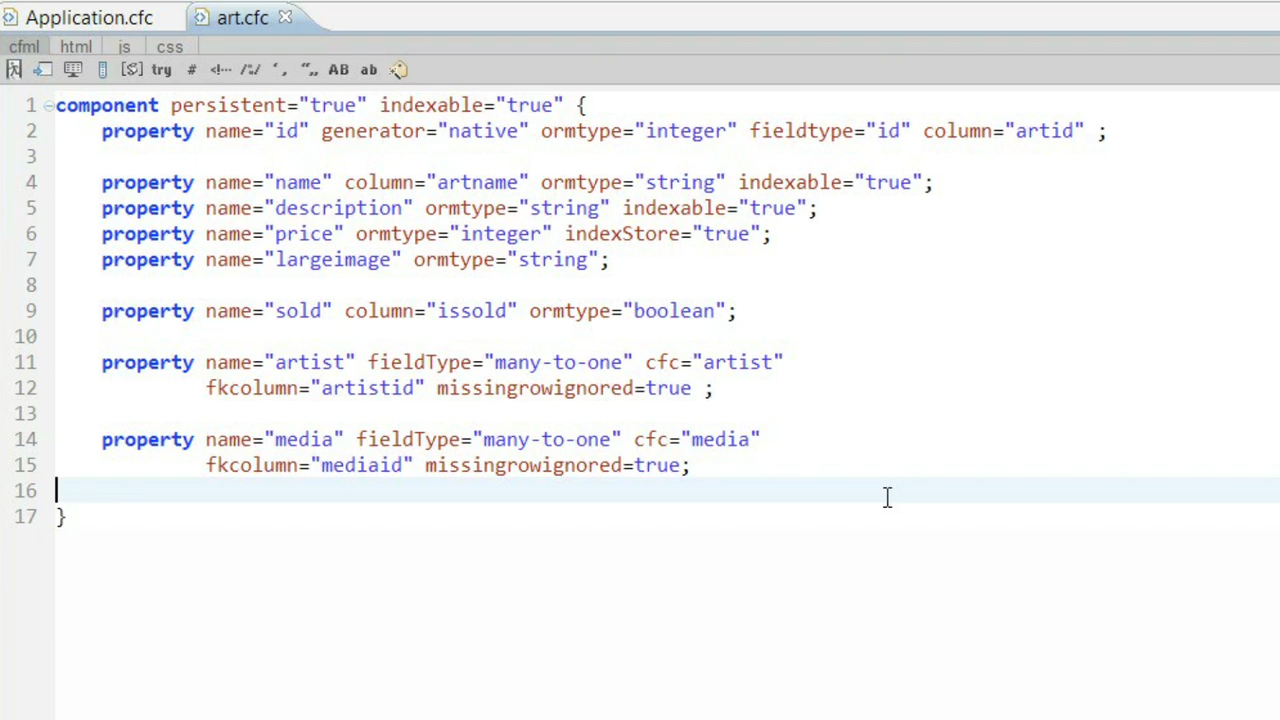 Application.cfc art.cfc
cfml html js css
try # <!-- /*/ ‘, “„ AB ab
1 component persistent="true" indexable="true" {
2 property name="id" generator="native" ormtype="integer" fieldtype="id" column="artid" ;
3
4 property name="name" column="artname" ormtype="string" indexable="true";
5 property name="description" ormtype="string" indexable="true";
6 property name="price" ormtype="integer" indexStore="true";
7 property name="largeimage" ormtype="string";
8
9 property name="sold" column="issold" ormtype="boolean";
10
11 property name="artist" fieldType="many-to-one" cfc="artist"
12 fkcolumn="artistid" missingrowignored=true ;
13
14 property name="media" fieldType="many-to-one" cfc="media"
15 fkcolumn="mediaid" missingrowignored=true;
16
17 }